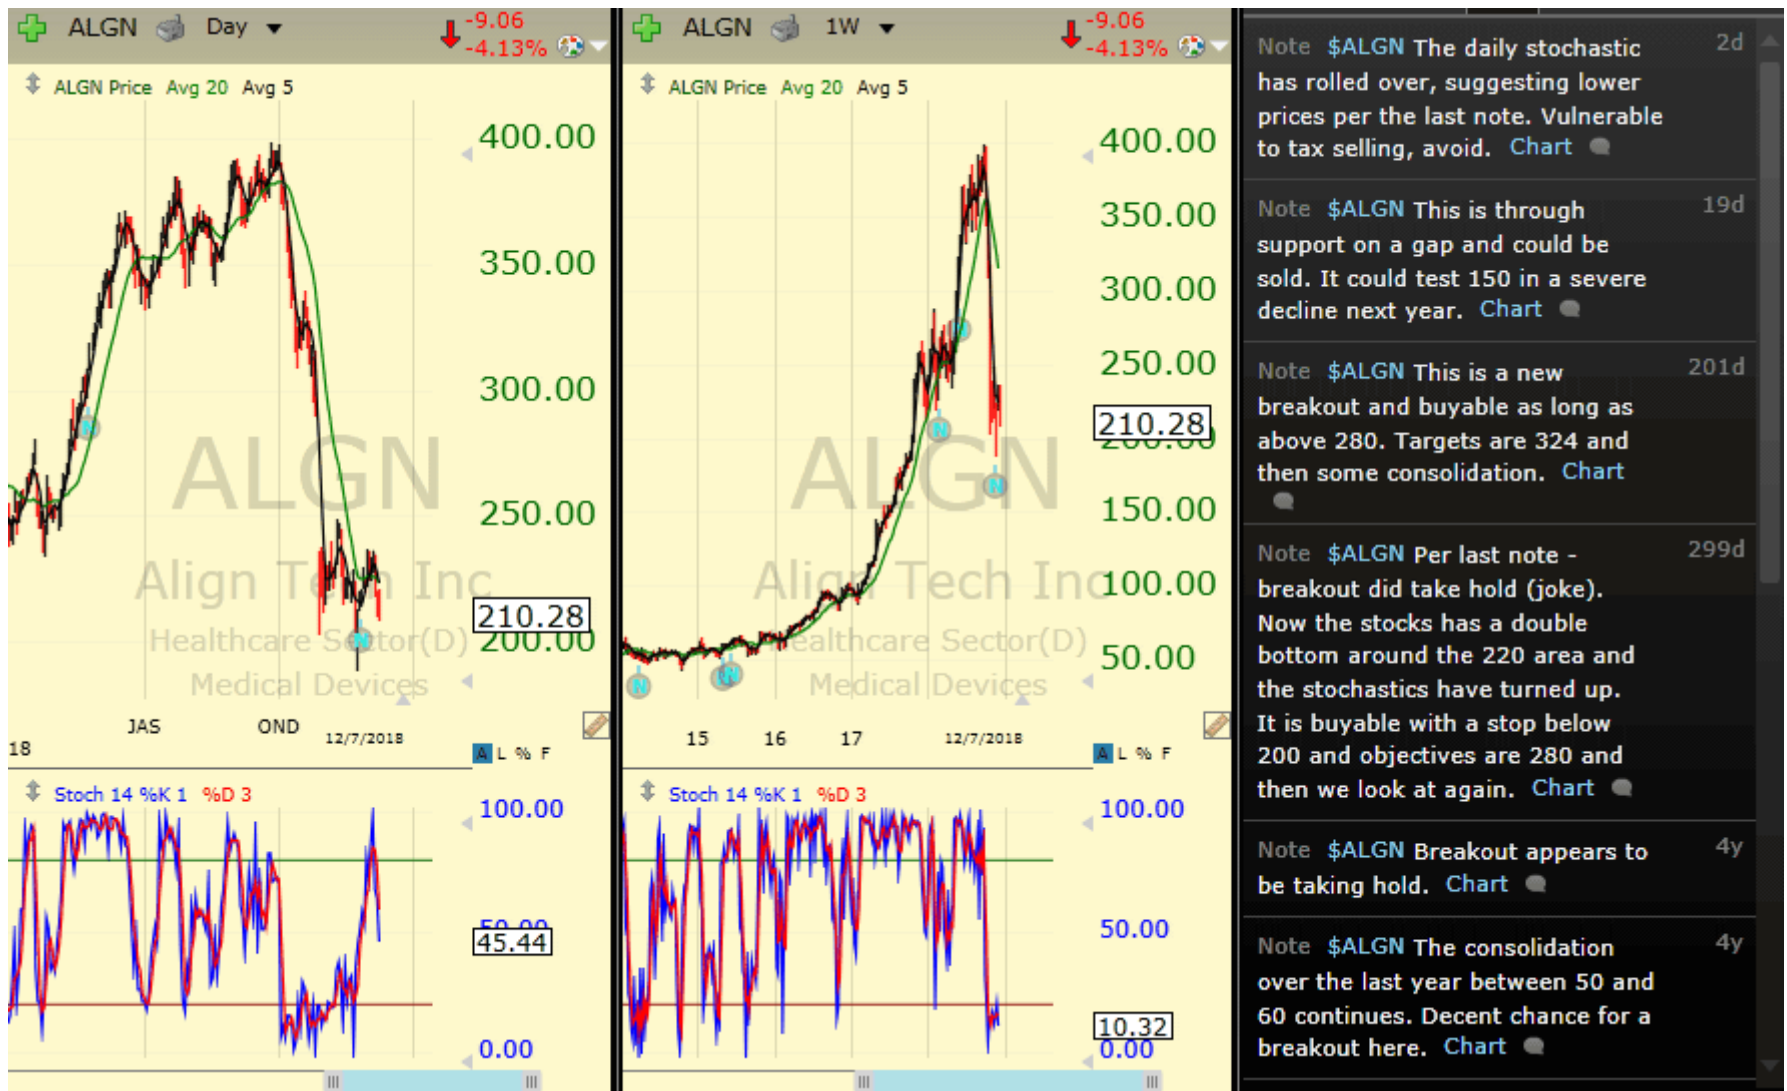 ALGN Day
-9.06
-4.13%
ALGN Price Avg 20 Avg 5
400.00
350.00
300.00
250.00
210.28
200.00
ALGN
Align Tech Inc
Healthcare Sector(D)
Medical Devices
N
N
18
JAS
OND
12/7/2018
A L % F
Stoch 14 %K 1 %D 3
100.00
50.00
45.44
0.00
ALGN 1W
-9.06
-4.13%
ALGN Price Avg 20 Avg 5
400.00
350.00
300.00
250.00
210.28
200.00
150.00
100.00
50.00
ALGN
Align Tech Inc
Healthcare Sector(D)
Medical Devices
N
N
N
N
N
N
15
16
17
12/7/2018
A L % F
Stoch 14 %K 1 %D 3
100.00
50.00
10.32
0.00
Note $ALGN The daily stochastic 2d
has rolled over, suggesting lower
prices per the last note. Vulnerable
to tax selling, avoid. Chart
Note $ALGN This is through 19d
support on a gap and could be
sold. It could test 150 in a severe
decline next year. Chart
Note $ALGN This is a new 201d
breakout and buyable as long as
above 280. Targets are 324 and
then some consolidation. Chart
Note $ALGN Per last note - 299d
breakout did take hold (joke).
Now the stocks has a double
bottom around the 220 area and
the stochastics have turned up.
It is buyable with a stop below
200 and objectives are 280 and
then we look at again. Chart
Note $ALGN Breakout appears to 4y
be taking hold. Chart
Note $ALGN The consolidation 4y
over the last year between 50 and
60 continues. Decent chance for a
breakout here. Chart